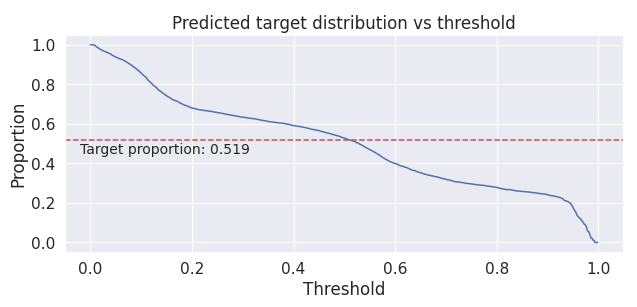 Predicted target distribution vs threshold
Proportion
1.0
0.8
0.6
0.4
0.2
0.0
Target proportion: 0.519
0.0 0.2 0.4 0.6 0.8 1.0
Threshold